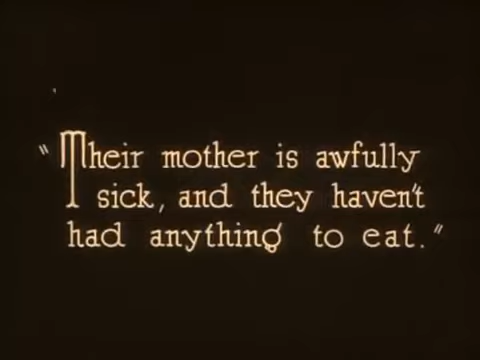 "Their mother is awfully
sick, and they haven't
had anything to eat."